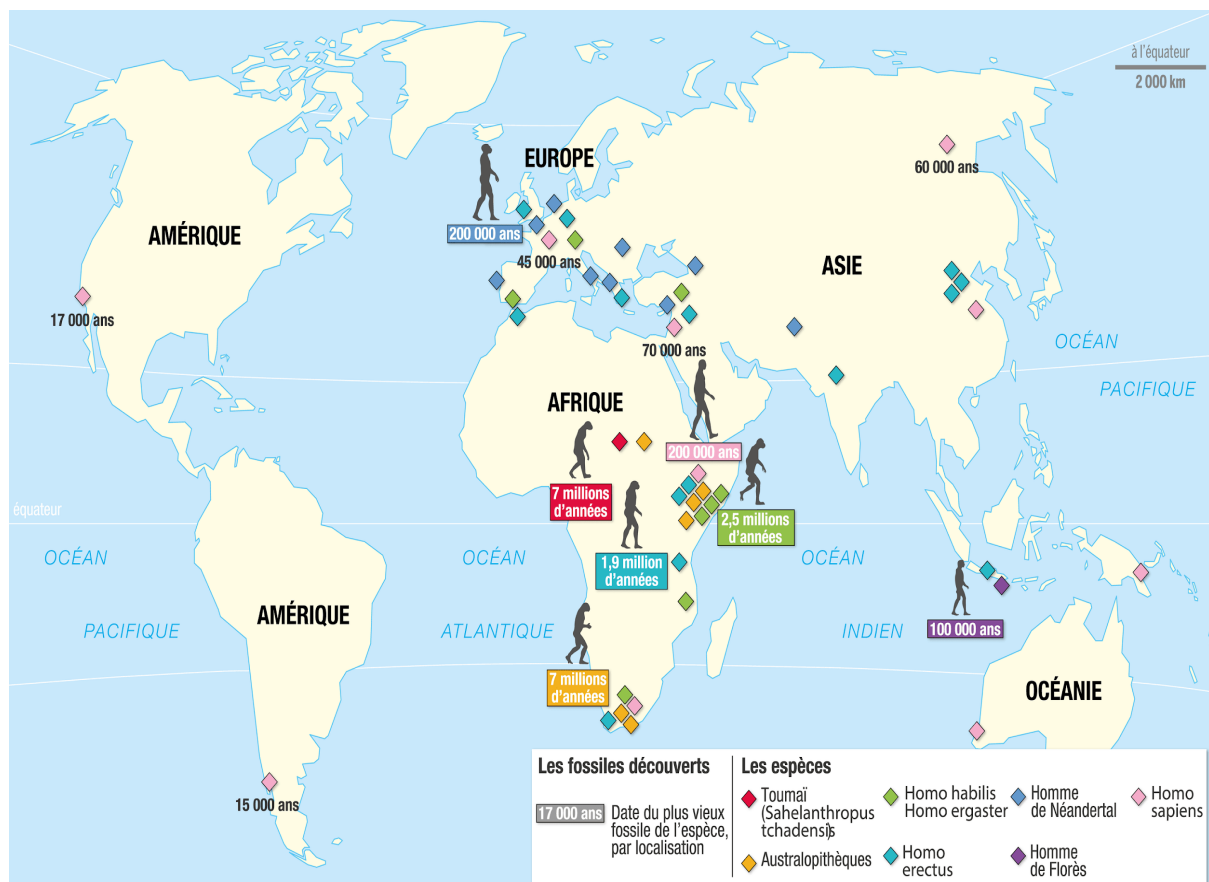 à l'équateur
2 000 km
EUROPE
60 000 ans
AMÉRIQUE
200 000 ans
45 000 ans
ASIE
17 000 ans
70 000 ans
OCÉAN
PACIFIQUE
AFRIQUE
200 000 ans
7 millions
d'années
2,5 millions
d'années
équateur
OCÉAN
OCÉAN
1,9 million
d'années
OCÉAN
PACIFIQUE
ATLANTIQUE
INDIEN
100 000 ans
AMÉRIQUE
7 millions
d'années
OCÉANIE
15 000 ans
Les fossiles découverts
17 000 ans
Date du plus vieux
fossile de l'espèce,
par localisation
Les espèces
Toumaï
(Sahelanthropus
tchadensis)
Australopithèques
Homo habilis
Homo ergaster
Homo
erectus
Homme
de Néandertal
Homme
de Florès
Homo
sapiens